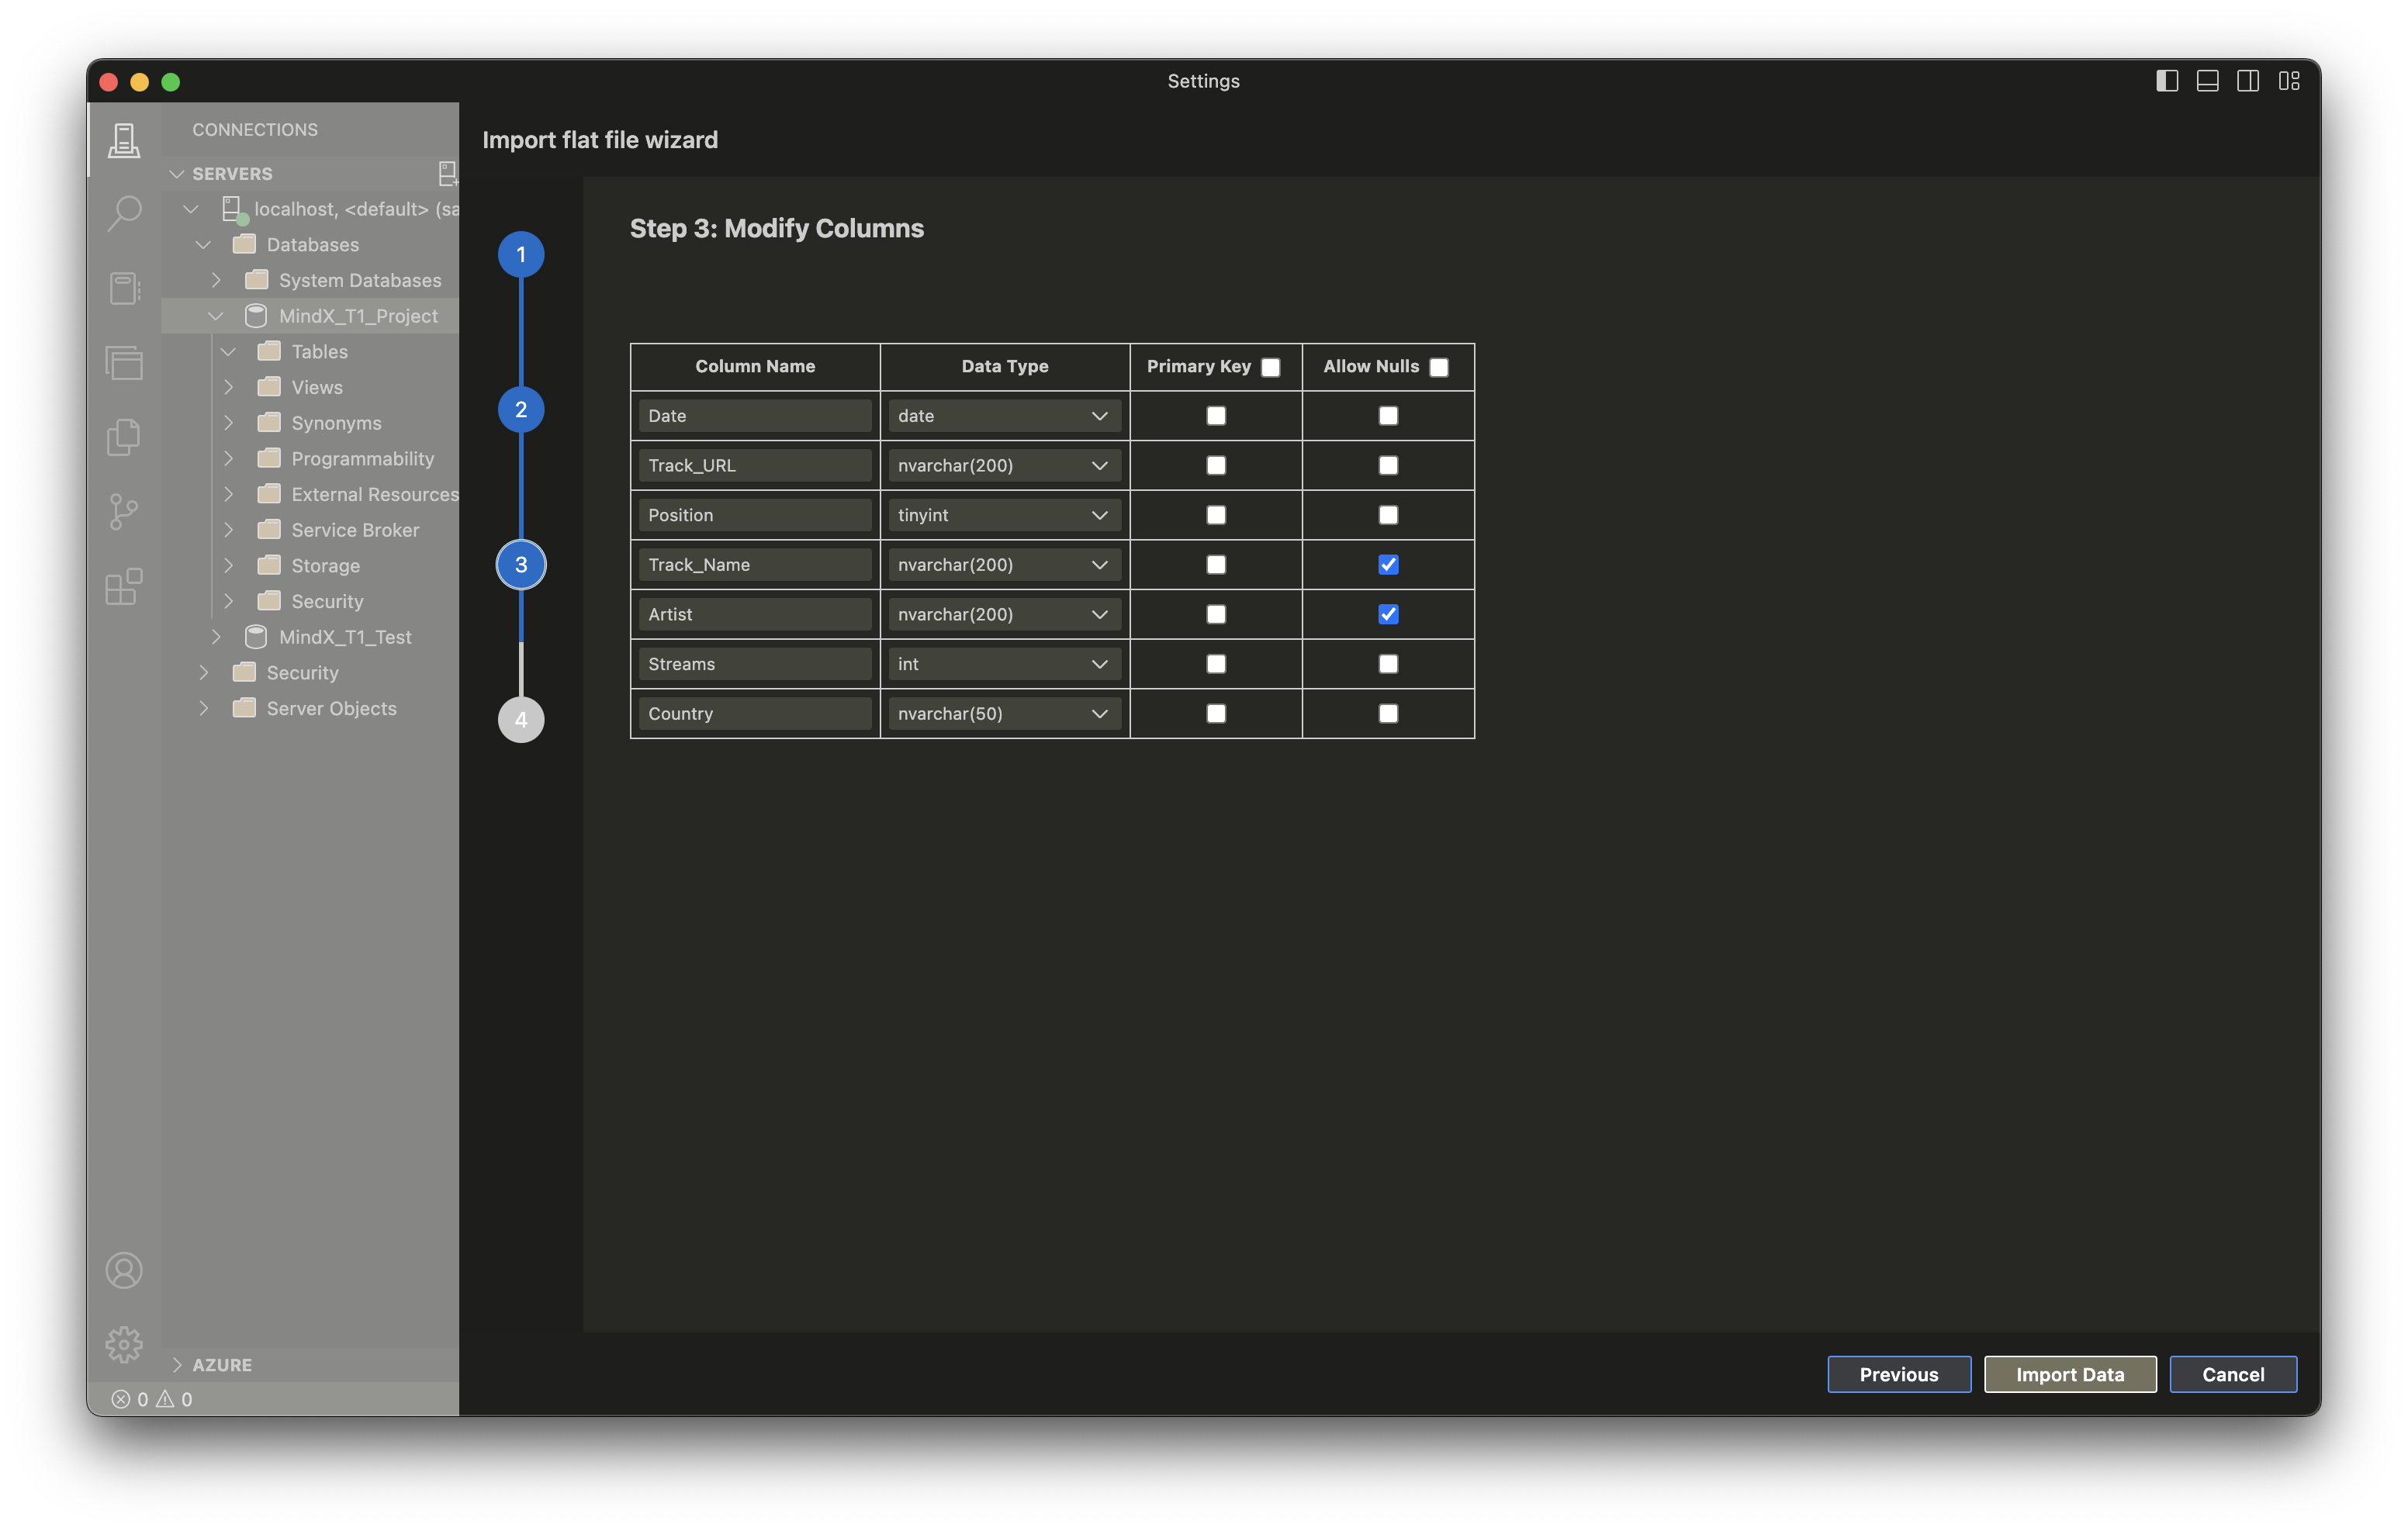 Settings
CONNECTIONS
SERVERS
localhost, <default> (sa
Databases
System Databases
MindX_T1_Project
Tables
Views
Synonyms
Programmability
External Resources
Service Broker
Storage
Security
MindX_T1_Test
Security
Server Objects
AZURE
0 0
Import flat file wizard
1
2
3
4
Step 3: Modify Columns
Column Name Data Type Primary Key Allow Nulls
Date date
Track_URL nvarchar(200)
Position tinyint
Track_Name nvarchar(200)
Artist nvarchar(200)
Streams int
Country nvarchar(50)
Previous Import Data Cancel